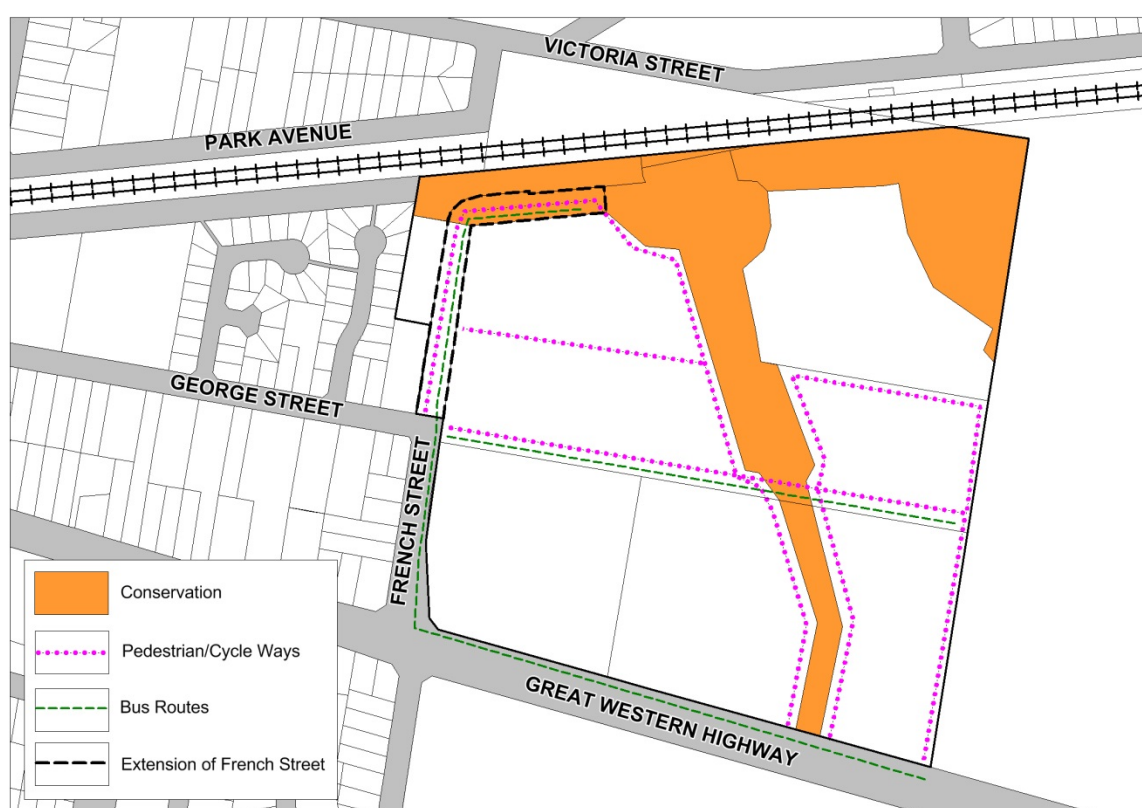 VICTORIA STREET
PARK AVENUE
GEORGE STREET
FRENCH STREET
GREAT WESTERN HIGHWAY
Conservation
Pedestrian/Cycle Ways
Bus Routes
Extension of French Street